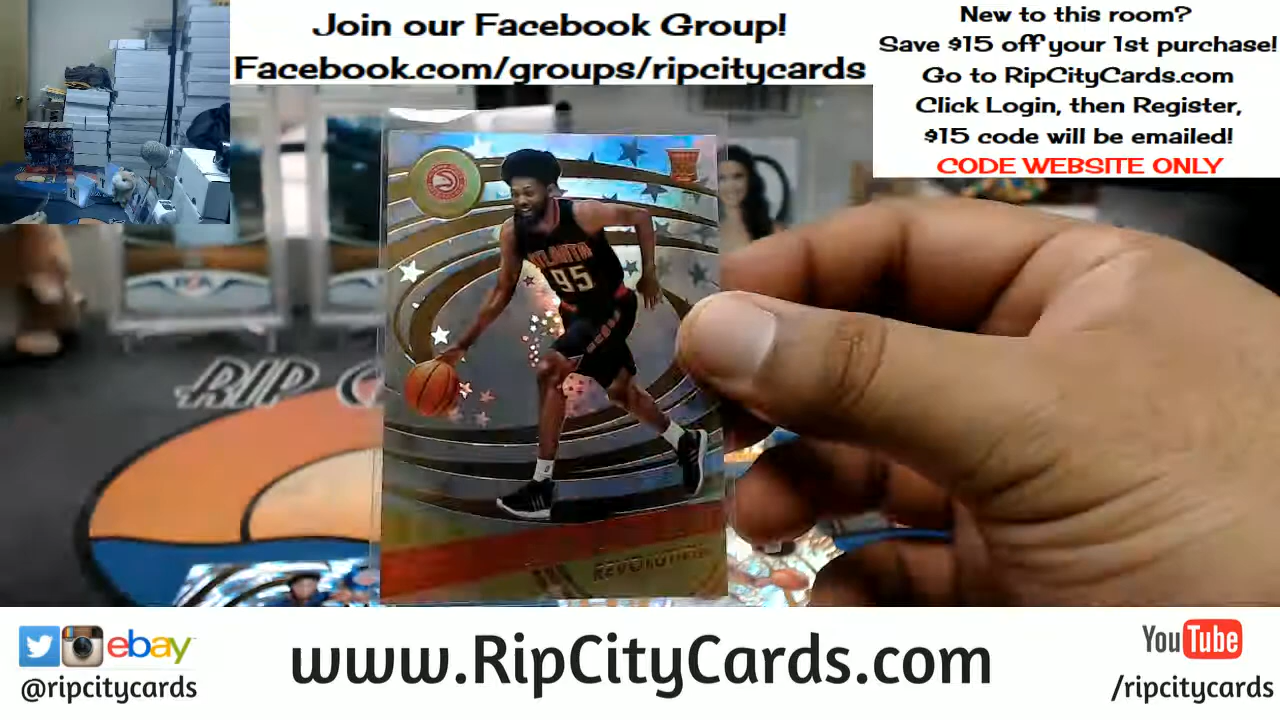 Join our Facebook Group!
Facebook.com/groups/ripcitycards
New to this room?
Save $15 off your 1st purchase!
Go to RipCityCards.com
Click Login, then Register,
$15 code will be emailed!
CODE WEBSITE ONLY
ATLANTA
95
RIP
REVOLUTION
ebay
@ripcitycards
www.RipCityCards.com
YouTube
/ripcitycards